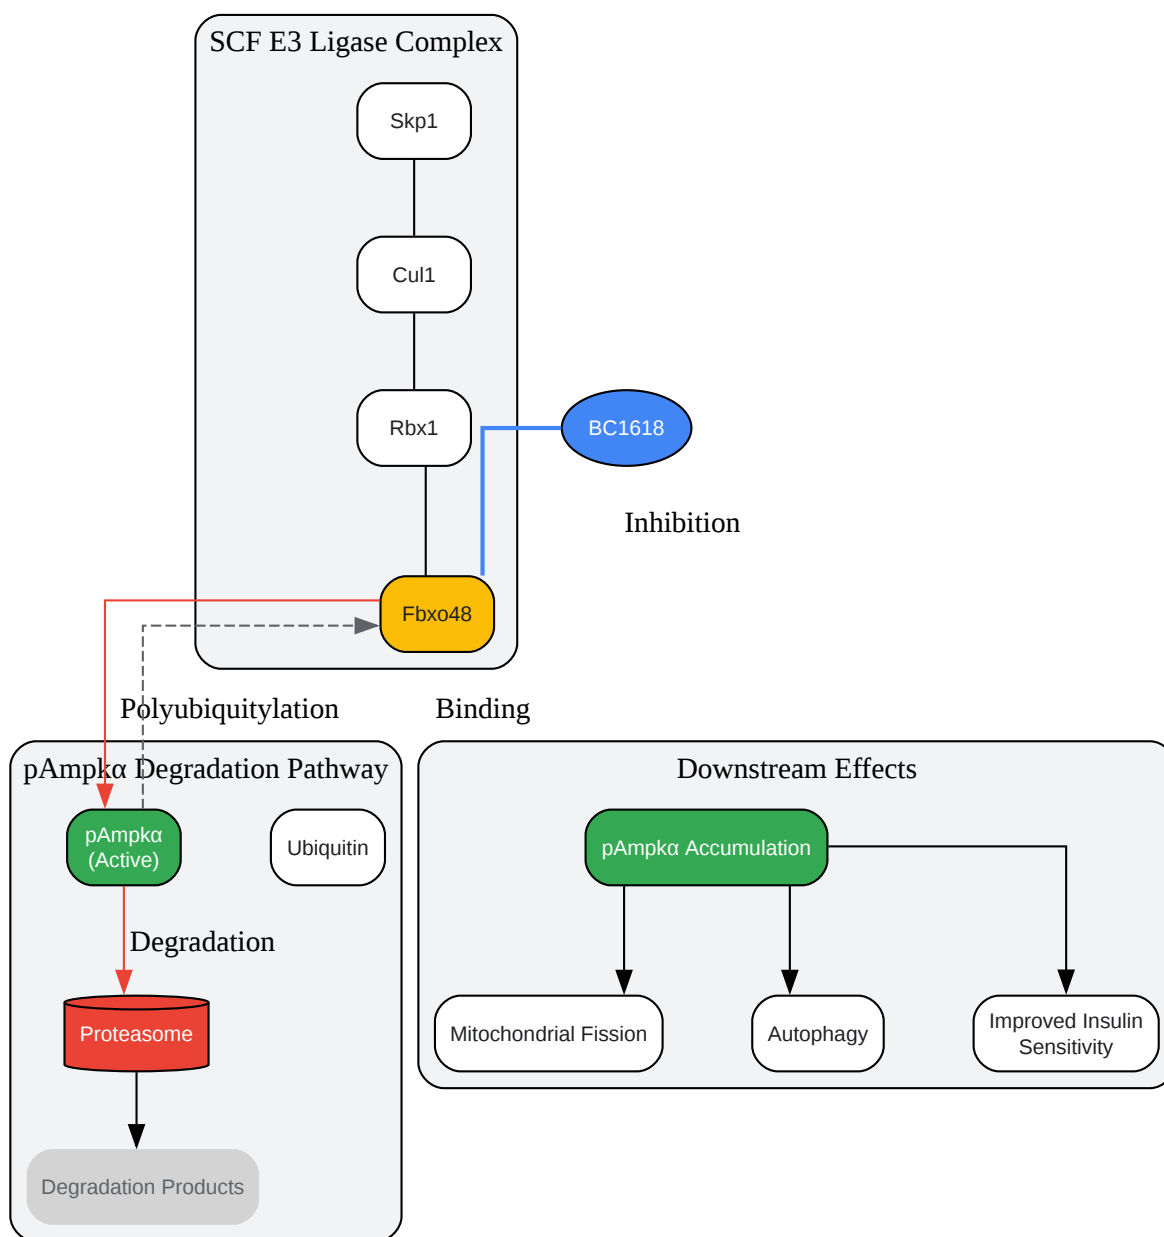 SCF E3 Ligase Complex
Skp1
Cul1
Rbx1
BC1618
Inhibition
Fbxo48
Polyubiquitylation
Binding
pAmpkα Degradation Pathway
pAmpkα
(Active)
Ubiquitin
Degradation
Proteasome
Degradation Products
Downstream Effects
pAmpkα Accumulation
Mitochondrial Fission
Autophagy
Improved Insulin
Sensitivity